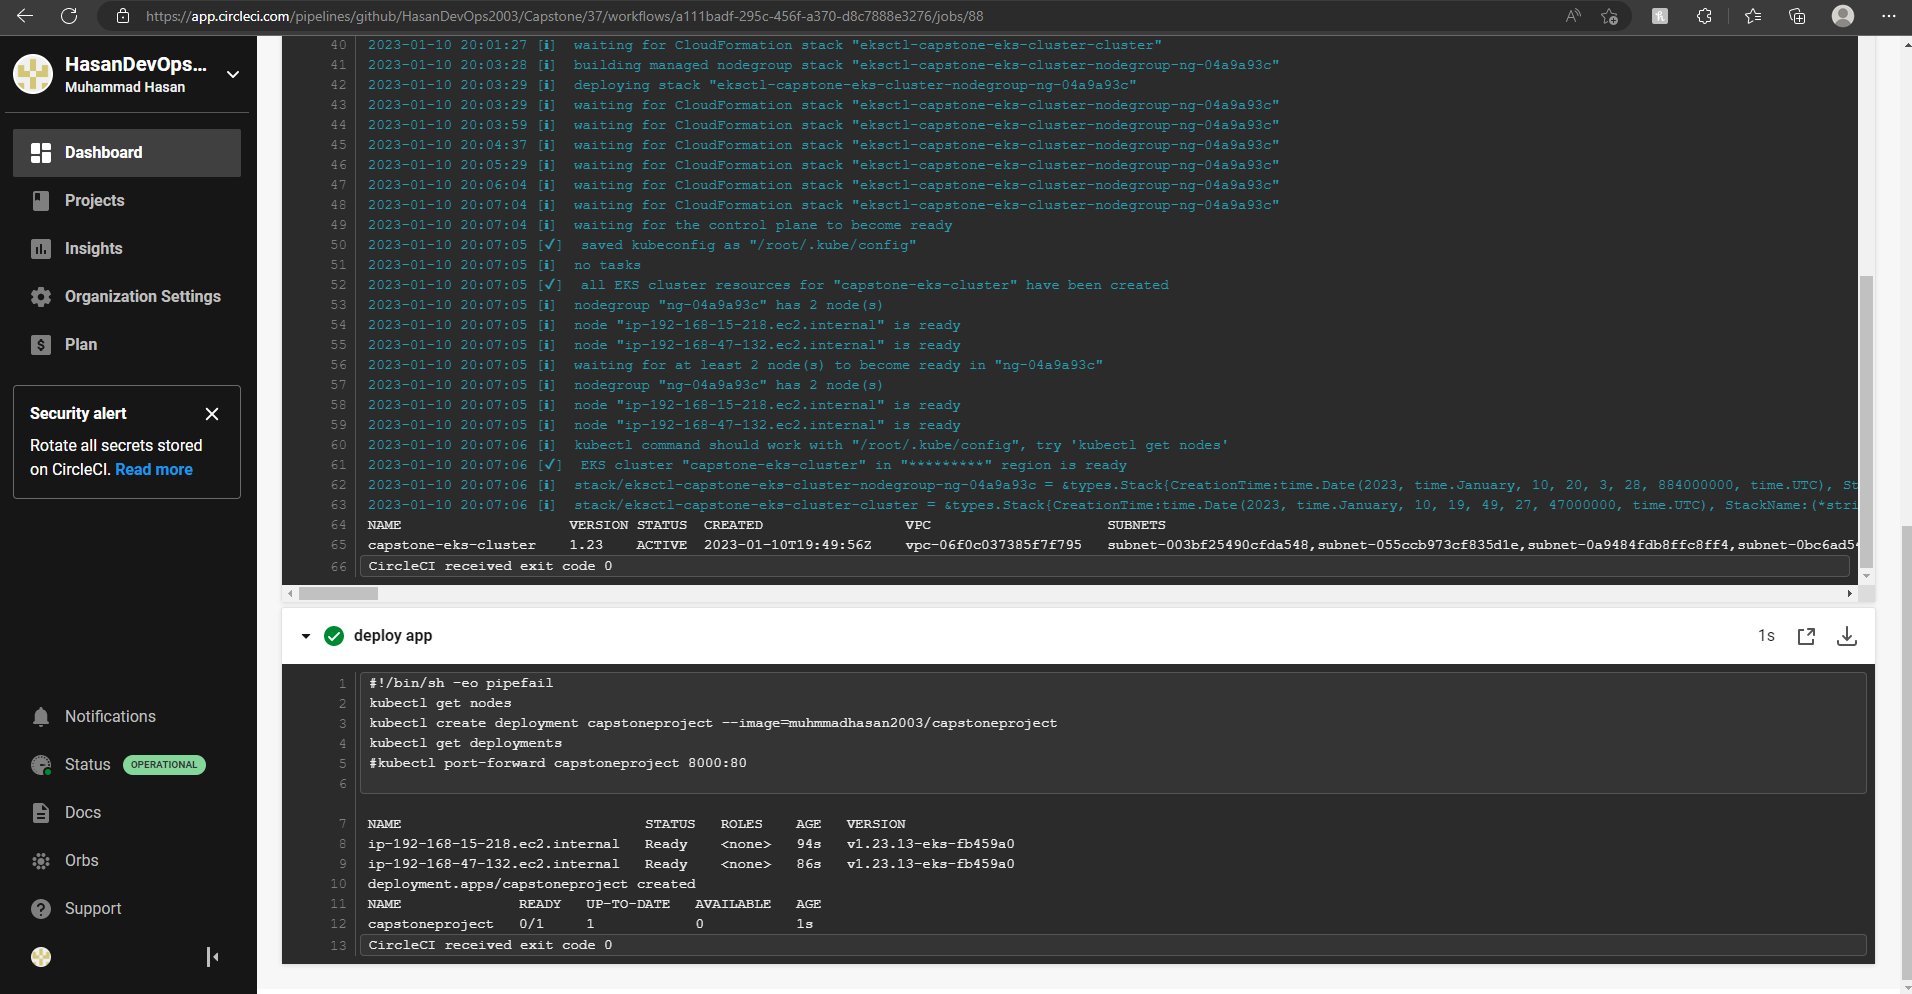 https://app.circleci.com/pipelines/github/HasanDevOps2003/Capstone/37/workflows/a111badf-295c-456f-a370-d8c7888e3276/jobs/88
HasanDevOps...
Muhammad Hasan
Dashboard
Projects
Insights
Organization Settings
Plan
Security alert
Rotate all secrets stored
on CircleCI. Read more
Notifications
Status OPERATIONAL
Docs
Orbs
Support
40 2023-01-10 20:01:27 [ℹ] waiting for CloudFormation stack "eksctl-capstone-eks-cluster-cluster"
41 2023-01-10 20:03:28 [ℹ] building managed nodegroup stack "eksctl-capstone-eks-cluster-nodegroup-ng-04a9a93c"
42 2023-01-10 20:03:29 [ℹ] deploying stack "eksctl-capstone-eks-cluster-nodegroup-ng-04a9a93c"
43 2023-01-10 20:03:29 [ℹ] waiting for CloudFormation stack "eksctl-capstone-eks-cluster-nodegroup-ng-04a9a93c"
44 2023-01-10 20:03:59 [ℹ] waiting for CloudFormation stack "eksctl-capstone-eks-cluster-nodegroup-ng-04a9a93c"
45 2023-01-10 20:04:37 [ℹ] waiting for CloudFormation stack "eksctl-capstone-eks-cluster-nodegroup-ng-04a9a93c"
46 2023-01-10 20:05:29 [ℹ] waiting for CloudFormation stack "eksctl-capstone-eks-cluster-nodegroup-ng-04a9a93c"
47 2023-01-10 20:06:04 [ℹ] waiting for CloudFormation stack "eksctl-capstone-eks-cluster-nodegroup-ng-04a9a93c"
48 2023-01-10 20:07:04 [ℹ] waiting for CloudFormation stack "eksctl-capstone-eks-cluster-nodegroup-ng-04a9a93c"
49 2023-01-10 20:07:04 [ℹ] waiting for the control plane to become ready
50 2023-01-10 20:07:05 [✔] saved kubeconfig as "/root/.kube/config"
51 2023-01-10 20:07:05 [ℹ] no tasks
52 2023-01-10 20:07:05 [✔] all EKS cluster resources for "capstone-eks-cluster" have been created
53 2023-01-10 20:07:05 [ℹ] nodegroup "ng-04a9a93c" has 2 node(s)
54 2023-01-10 20:07:05 [ℹ] node "ip-192-168-15-218.ec2.internal" is ready
55 2023-01-10 20:07:05 [ℹ] node "ip-192-168-47-132.ec2.internal" is ready
56 2023-01-10 20:07:05 [ℹ] waiting for at least 2 node(s) to become ready in "ng-04a9a93c"
57 2023-01-10 20:07:05 [ℹ] nodegroup "ng-04a9a93c" has 2 node(s)
58 2023-01-10 20:07:05 [ℹ] node "ip-192-168-15-218.ec2.internal" is ready
59 2023-01-10 20:07:05 [ℹ] node "ip-192-168-47-132.ec2.internal" is ready
60 2023-01-10 20:07:06 [ℹ] kubectl command should work with "/root/.kube/config", try 'kubectl get nodes'
61 2023-01-10 20:07:06 [✔] EKS cluster "capstone-eks-cluster" in "*********" region is ready
62 2023-01-10 20:07:06 [ℹ] stack/eksctl-capstone-eks-cluster-nodegroup-ng-04a9a93c = &types.Stack{CreationTime:time.Date(2023, time.January, 10, 20, 3, 28, 884000000, time.UTC), St
63 2023-01-10 20:07:06 [ℹ] stack/eksctl-capstone-eks-cluster-cluster = &types.Stack{CreationTime:time.Date(2023, time.January, 10, 19, 49, 27, 47000000, time.UTC), StackName:(*stri
64 NAME VERSION STATUS CREATED VPC SUBNETS
65 capstone-eks-cluster 1.23 ACTIVE 2023-01-10T19:49:56Z vpc-06f0c037385f7f795 subnet-003bf25490cfda548,subnet-055ccb973cf835d1e,subnet-0a9484fdb8ffc8ff4,subnet-0bc6ad54
66 CircleCI received exit code 0
deploy app 1s
1 #!/bin/sh -eo pipefail
2 kubectl get nodes
3 kubectl create deployment capstoneproject --image=muhmmadhasan2003/capstoneproject
4 kubectl get deployments
5 #kubectl port-forward capstoneproject 8000:80
6
7 NAME STATUS ROLES AGE VERSION
8 ip-192-168-15-218.ec2.internal Ready <none> 94s v1.23.13-eks-fb459a0
9 ip-192-168-47-132.ec2.internal Ready <none> 86s v1.23.13-eks-fb459a0
10 deployment.apps/capstoneproject created
11 NAME READY UP-TO-DATE AVAILABLE AGE
12 capstoneproject 0/1 1 0 1s
13 CircleCI received exit code 0